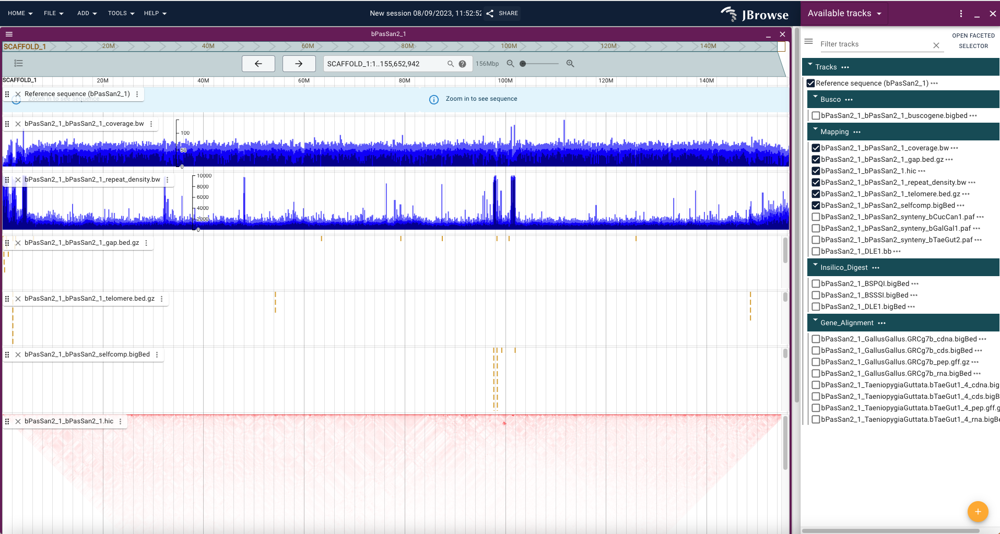 HOME FILE ADD TOOLS HELP New session 08/09/2023, 11:52:52 SHARE JBrowse
bPasSan2_1
SCAFFOLD_1 20M 40M 60M 80M 100M 120M 140M
SCAFFOLD_1:1..155,652,942 156Mbp
SCAFFOLD_1 20M 40M 60M 80M 100M 120M 140M
Reference sequence (bPasSan2_1)
Zoom in to see sequence Zoom in to see sequence
bPasSan2_1_bPasSan2_1_coverage.bw
100
50
0
bPasSan2_1_bPasSan2_1_repeat_density.bw
10000
8000
6000
4000
2000
0
bPasSan2_1_bPasSan2_1_gap.bed.gz
bPasSan2_1_bPasSan2_1_telomere.bed.gz
bPasSan2_1_bPasSan2_selfcomp.bigBed
bPasSan2_1_bPasSan2_1.hic
Available tracks
Filter tracks
OPEN FACETED
SELECTOR
Tracks
Reference sequence (bPasSan2_1)
Busco
bPasSan2_1_bPasSan2_1_buscogene.bigbed
Mapping
bPasSan2_1_bPasSan2_1_coverage.bw
bPasSan2_1_bPasSan2_1_gap.bed.gz
bPasSan2_1_bPasSan2_1.hic
bPasSan2_1_bPasSan2_1_repeat_density.bw
bPasSan2_1_bPasSan2_1_telomere.bed.gz
bPasSan2_1_bPasSan2_selfcomp.bigBed
bPasSan2_1_bPasSan2_synteny_bCucCan1.paf
bPasSan2_1_bPasSan2_synteny_bGalGal1.paf
bPasSan2_1_bPasSan2_synteny_bTaeGut2.paf
bPasSan2_1_DLE1.bb
Insilico_Digest
bPasSan2_1_BSPQI.bigBed
bPasSan2_1_BSSSI.bigBed
bPasSan2_1_DLE1.bigBed
Gene_Alignment
bPasSan2_1_GallusGallus.GRCg7b_cdna.bigBed
bPasSan2_1_GallusGallus.GRCg7b_cds.bigBed
bPasSan2_1_GallusGallus.GRCg7b_pep.gff.gz
bPasSan2_1_GallusGallus.GRCg7b_rna.bigBed
bPasSan2_1_TaeniopygiaGuttata.bTaeGut1_4_cdna.big
bPasSan2_1_TaeniopygiaGuttata.bTaeGut1_4_cds.bigB
bPasSan2_1_TaeniopygiaGuttata.bTaeGut1_4_pep.gff.g
bPasSan2_1_TaeniopygiaGuttata.bTaeGut1_4_rna.bigBe